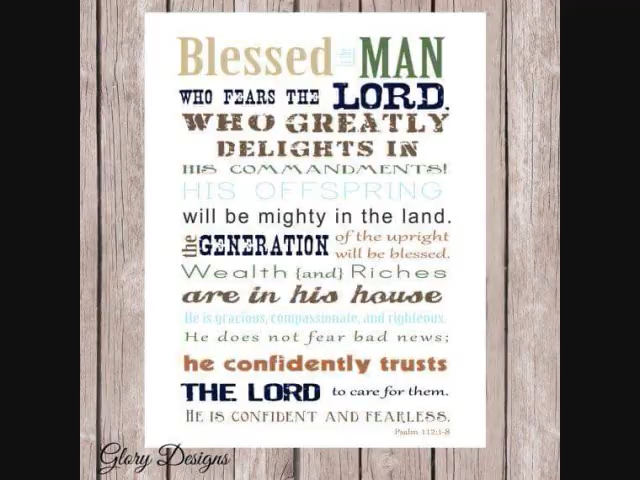 Blessed is the MAN
WHO FEARS THE LORD,
WHO GREATLY
DELIGHTS IN
HIS COMMANDMENTS!
HIS OFFSPRING
will be mighty in the land.
the GENERATION of the upright will be blessed.
Wealth {and} Riches
are in his house
He is gracious, compassionate, and righteous.
He does not fear bad news;
he confidently trusts
THE LORD to care for them.
HE IS CONFIDENT AND FEARLESS.
Psalm 112:1-8
Glory Designs